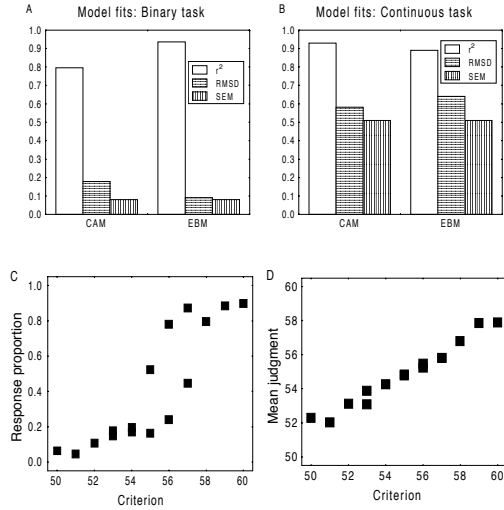 A
Model fits: Binary task
1.0
0.9
0.8
0.7
0.6
0.5
0.4
0.3
0.2
0.1
0.0
r²
RMSD
SEM
CAM
EBM
B
Model fits: Continuous task
1.0
0.9
0.8
0.7
0.6
0.5
0.4
0.3
0.2
0.1
0.0
r²
RMSD
SEM
CAM
EBM
C
Response proportion
1.0
0.8
0.6
0.4
0.2
0.0
50
52
54
56
58
60
Criterion
D
Mean judgment
60
58
56
54
52
50
50
52
54
56
58
60
Criterion